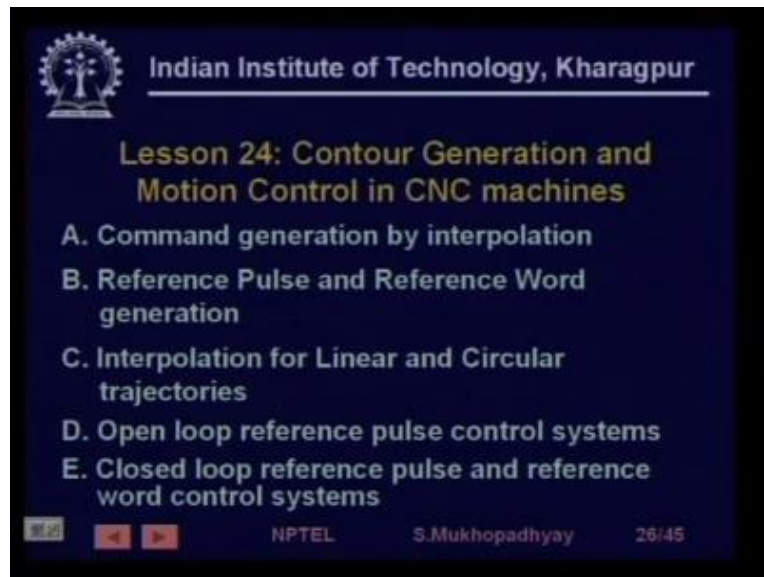 Indian Institute of Technology, Kharagpur
Lesson 24: Contour Generation and
Motion Control in CNC machines
A. Command generation by interpolation
B. Reference Pulse and Reference Word
generation
C. Interpolation for Linear and Circular
trajectories
D. Open loop reference pulse control systems
E. Closed loop reference pulse and reference
word control systems
NPTEL S.Mukhopadhyay 26/45